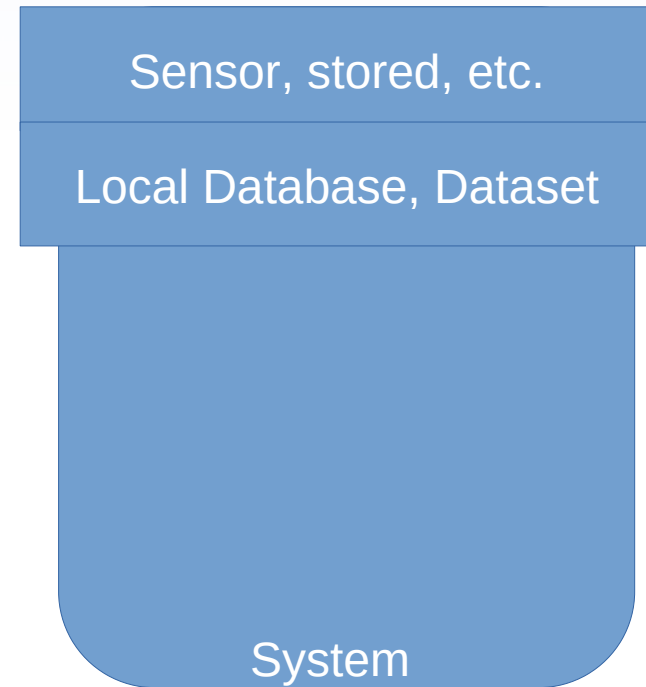 Sensor, stored, etc.
Local Database, Dataset
System